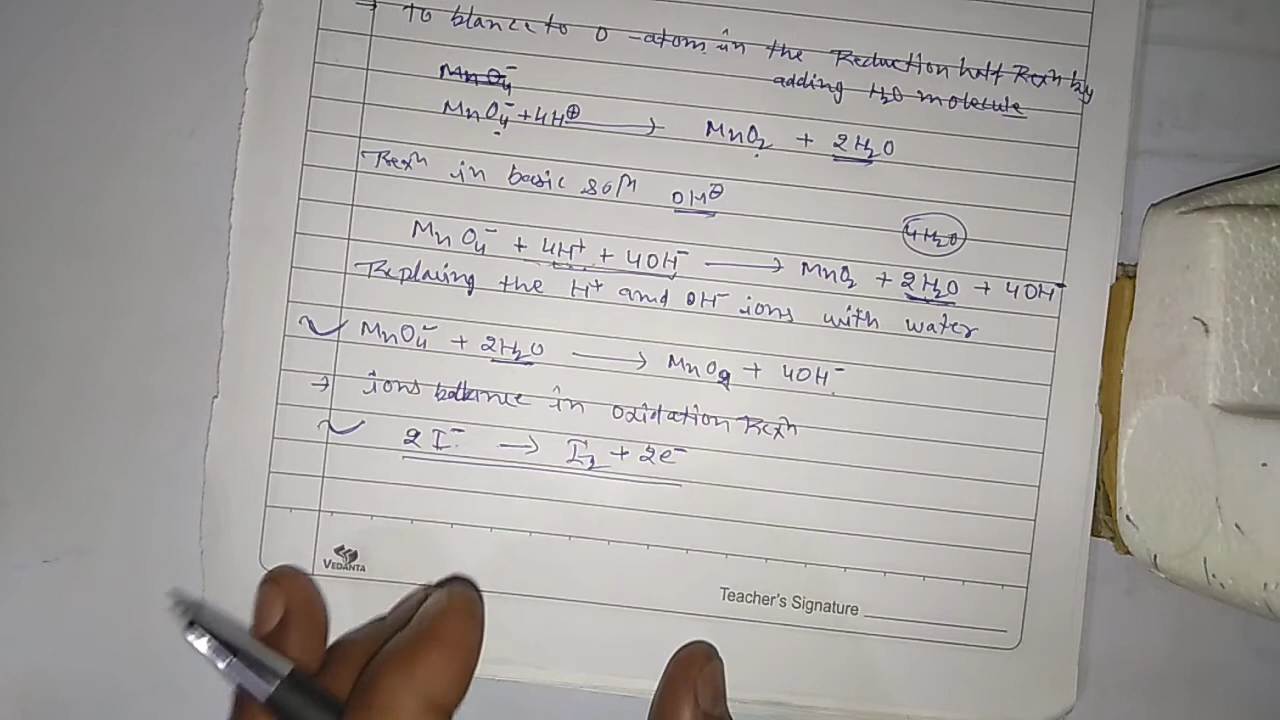 → To blance to O -atom in the Reduction half Rexn by
adding H₂O molecule
MnO₄⁻
MnO₄⁻ + 4H⊕ ⟶ MnO₂ + 2H₂O
Rexn in basic soln OH⊖
4H₂O
MnO₄⁻ + 4H⁺ + 4OH⁻ ⟶ MnO₂ + 2H₂O + 4OH⁻
Replacing the H⁺ and OH⁻ ions with water
MnO₄⁻ + 2H₂O ⟶ MnO₂ + 4OH⁻
→ ions balance in oxidation Rexn
2I⁻ → I₂ + 2e⁻
VEDANTA
Teacher's Signature